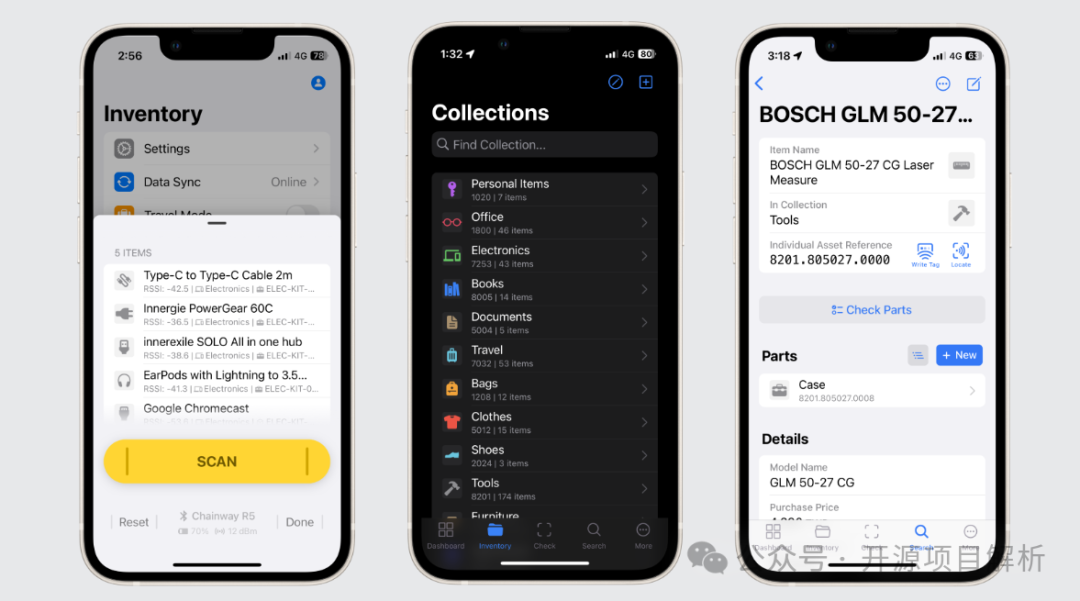 2:56
4G 78
Inventory
Settings
Data Sync Online
Travel Mode
5 ITEMS
Type-C to Type-C Cable 2m
RSSI: -42.5 | Electronics | ELEC-KIT-...
Innergie PowerGear 60C
RSSI: -36.5 | Electronics | ELEC-KIT-...
innerexile SOLO All in one hub
RSSI: -38.6 | Electronics | ELEC-KIT-...
EarPods with Lightning to 3.5...
RSSI: -41.3 | Electronics | ELEC-KIT-0...
Google Chromecast
SCAN
Reset
Chainway R5
70% 12 dBm
Done
1:32
4G 80
Collections
Find Collection...
Personal Items
1020 | 7 items
Office
1800 | 46 items
Electronics
7253 | 43 items
Books
8005 | 14 items
Documents
5004 | 5 items
Travel
7032 | 53 items
Bags
1208 | 12 items
Clothes
5012 | 15 items
Shoes
2024 | 3 items
Tools
8201 | 174 items
Furniture
Dashboard Inventory Check Search More
3:18
4G 63
BOSCH GLM 50-27...
Item Name
BOSCH GLM 50-27 CG Laser
Measure
In Collection
Tools
Individual Asset Reference
8201.805027.0000
Write Tag Locate
Check Parts
Parts
+ New
Case
8201.805027.0008
Details
Model Name
GLM 50-27 CG
Purchase Price
Dashboard Inventory Search More
公众号 · 开源项目解析